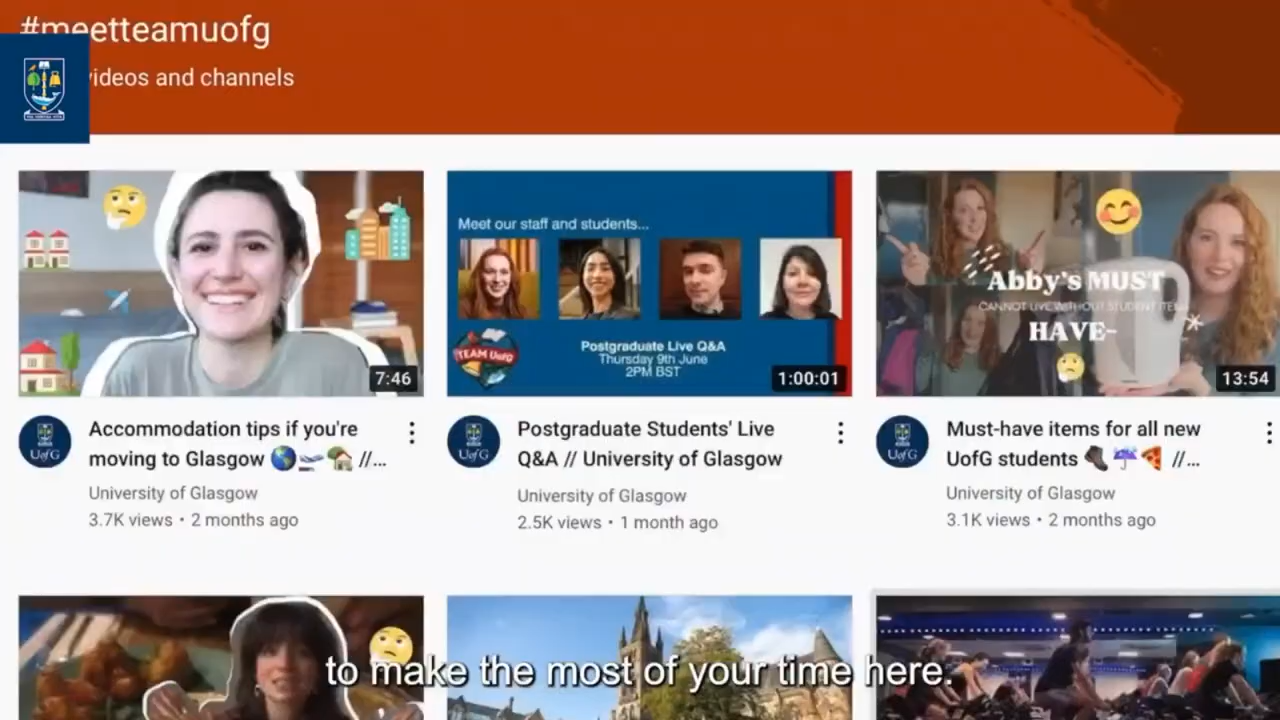 #meetteamuofg
videos and channels
Meet our staff and students...
TEAM UofG
Postgraduate Live Q&A
Thursday 9th June
2PM BST
Abby's MUST
CANNOT LIVE WITHOUT STUDENT ITEM
HAVE-
7:46
1:00:01
13:54
UofG
Accommodation tips if you're
moving to Glasgow 🌎🛫🏡 //...
University of Glasgow
3.7K views • 2 months ago
UofG
Postgraduate Students' Live
Q&A // University of Glasgow
University of Glasgow
2.5K views • 1 month ago
UofG
Must-have items for all new
UofG students 🥾☔🍕 //...
University of Glasgow
3.1K views • 2 months ago
to make the most of your time here.